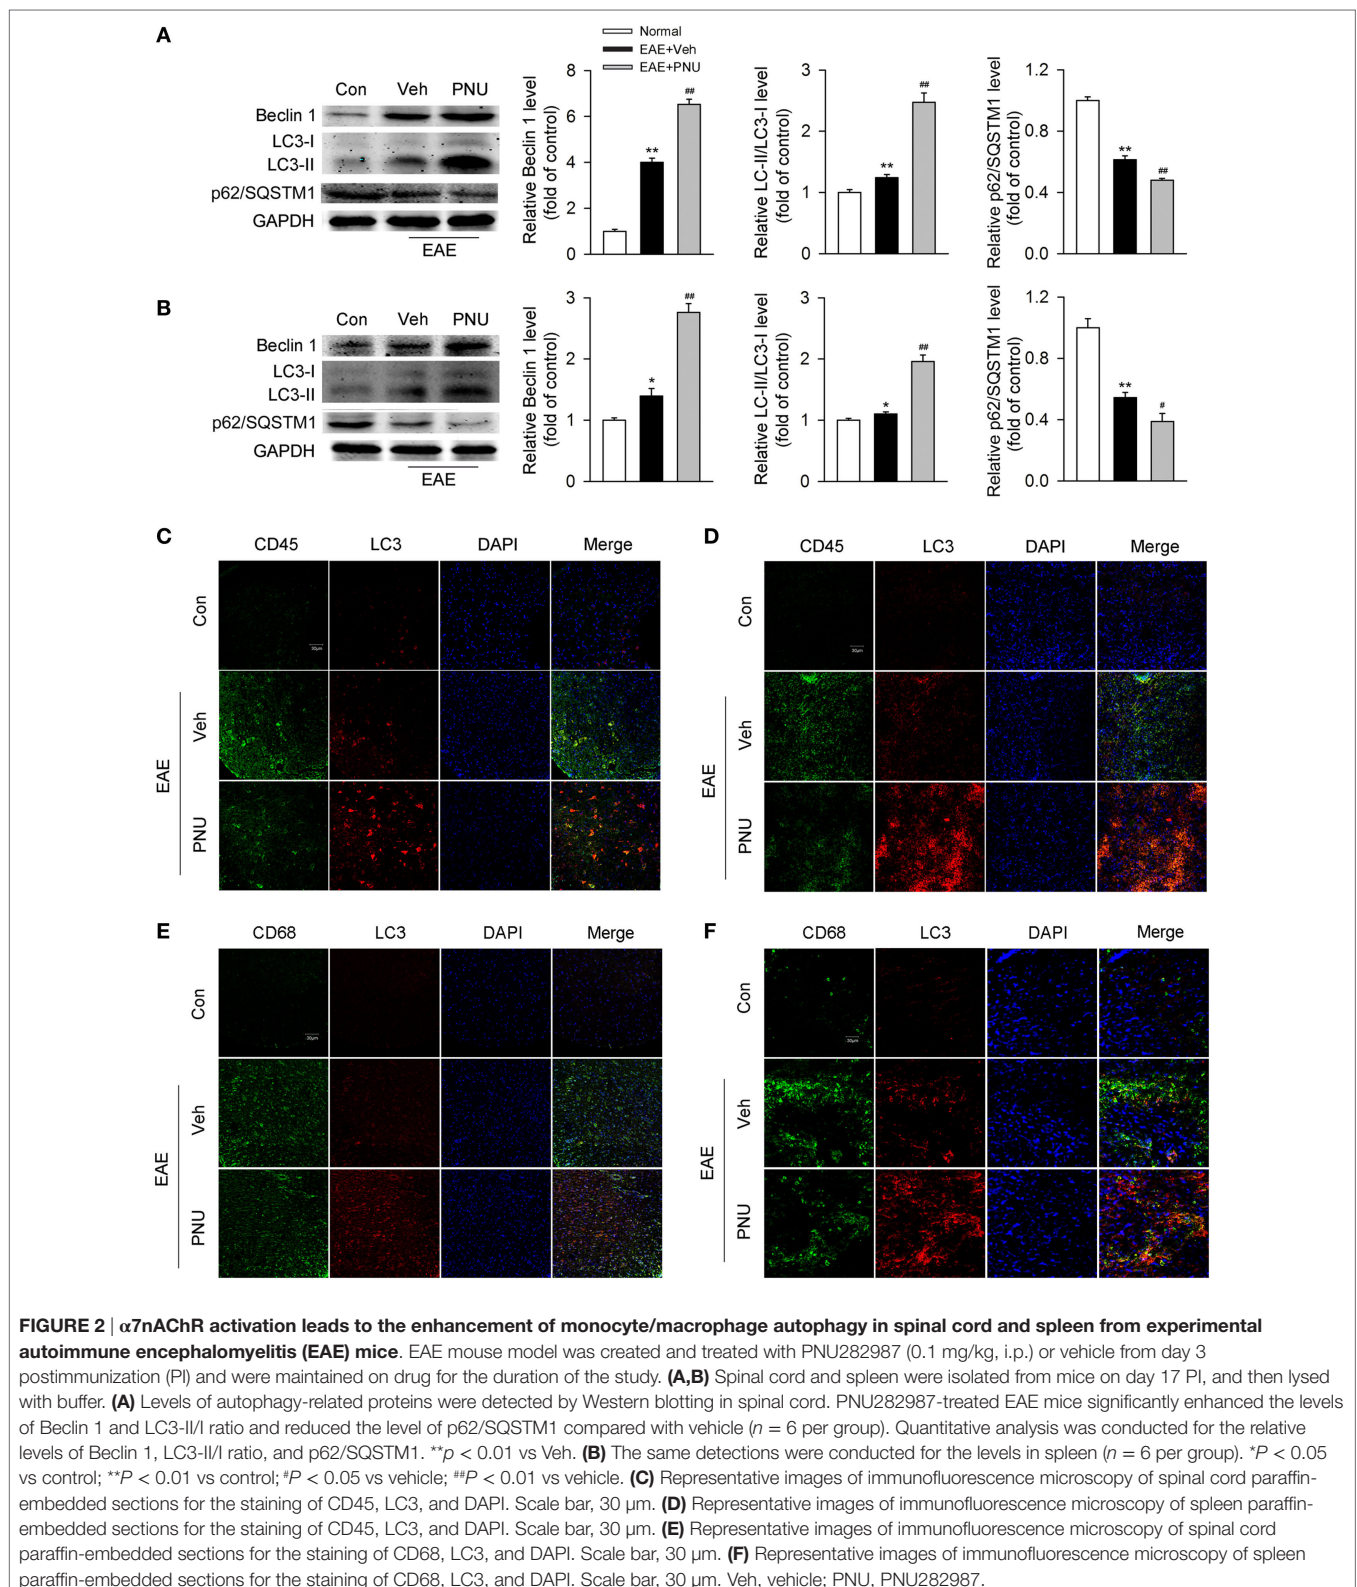 A
Normal
EAE+Veh
EAE+PNU
Con Veh PNU
Beclin 1
LC3-I
LC3-II
p62/SQSTM1
GAPDH
EAE
Relative Beclin 1 level
(fold of control)
8
6
4
2
0
**
##
Relative LC-II/LC3-I level
(fold of control)
3
2
1
0
**
##
Relative p62/SQSTM1 level
(fold of control)
1.2
0.8
0.4
0.0
**
##
B
Con Veh PNU
Beclin 1
LC3-I
LC3-II
p62/SQSTM1
GAPDH
EAE
Relative Beclin 1 level
(fold of control)
3
2
1
0
*
##
Relative LC-II/LC3-I level
(fold of control)
3
2
1
0
*
##
Relative p62/SQSTM1 level
(fold of control)
1.2
0.8
0.4
0.0
**
#
C
CD45 LC3 DAPI Merge
Con
30μm
Veh
PNU
EAE
D
CD45 LC3 DAPI Merge
Con
30μm
Veh
PNU
EAE
E
CD68 LC3 DAPI Merge
Con
30μm
Veh
PNU
EAE
F
CD68 LC3 DAPI Merge
Con
30μm
Veh
PNU
EAE
FIGURE 2 | α7nAChR activation leads to the enhancement of monocyte/macrophage autophagy in spinal cord and spleen from experimental
autoimmune encephalomyelitis (EAE) mice. EAE mouse model was created and treated with PNU282987 (0.1 mg/kg, i.p.) or vehicle from day 3
postimmunization (PI) and were maintained on drug for the duration of the study. (A,B) Spinal cord and spleen were isolated from mice on day 17 PI, and then lysed
with buffer. (A) Levels of autophagy-related proteins were detected by Western blotting in spinal cord. PNU282987-treated EAE mice significantly enhanced the levels
of Beclin 1 and LC3-II/I ratio and reduced the level of p62/SQSTM1 compared with vehicle (n = 6 per group). Quantitative analysis was conducted for the relative
levels of Beclin 1, LC3-II/I ratio, and p62/SQSTM1. **p < 0.01 vs Veh. (B) The same detections were conducted for the levels in spleen (n = 6 per group). *P < 0.05
vs control; **P < 0.01 vs control; #P < 0.05 vs vehicle; ##P < 0.01 vs vehicle. (C) Representative images of immunofluorescence microscopy of spinal cord paraffin-
embedded sections for the staining of CD45, LC3, and DAPI. Scale bar, 30 μm. (D) Representative images of immunofluorescence microscopy of spleen paraffin-
embedded sections for the staining of CD45, LC3, and DAPI. Scale bar, 30 μm. (E) Representative images of immunofluorescence microscopy of spinal cord
paraffin-embedded sections for the staining of CD68, LC3, and DAPI. Scale bar, 30 μm. (F) Representative images of immunofluorescence microscopy of spleen
paraffin-embedded sections for the staining of CD68, LC3, and DAPI. Scale bar, 30 μm. Veh, vehicle; PNU, PNU282987.